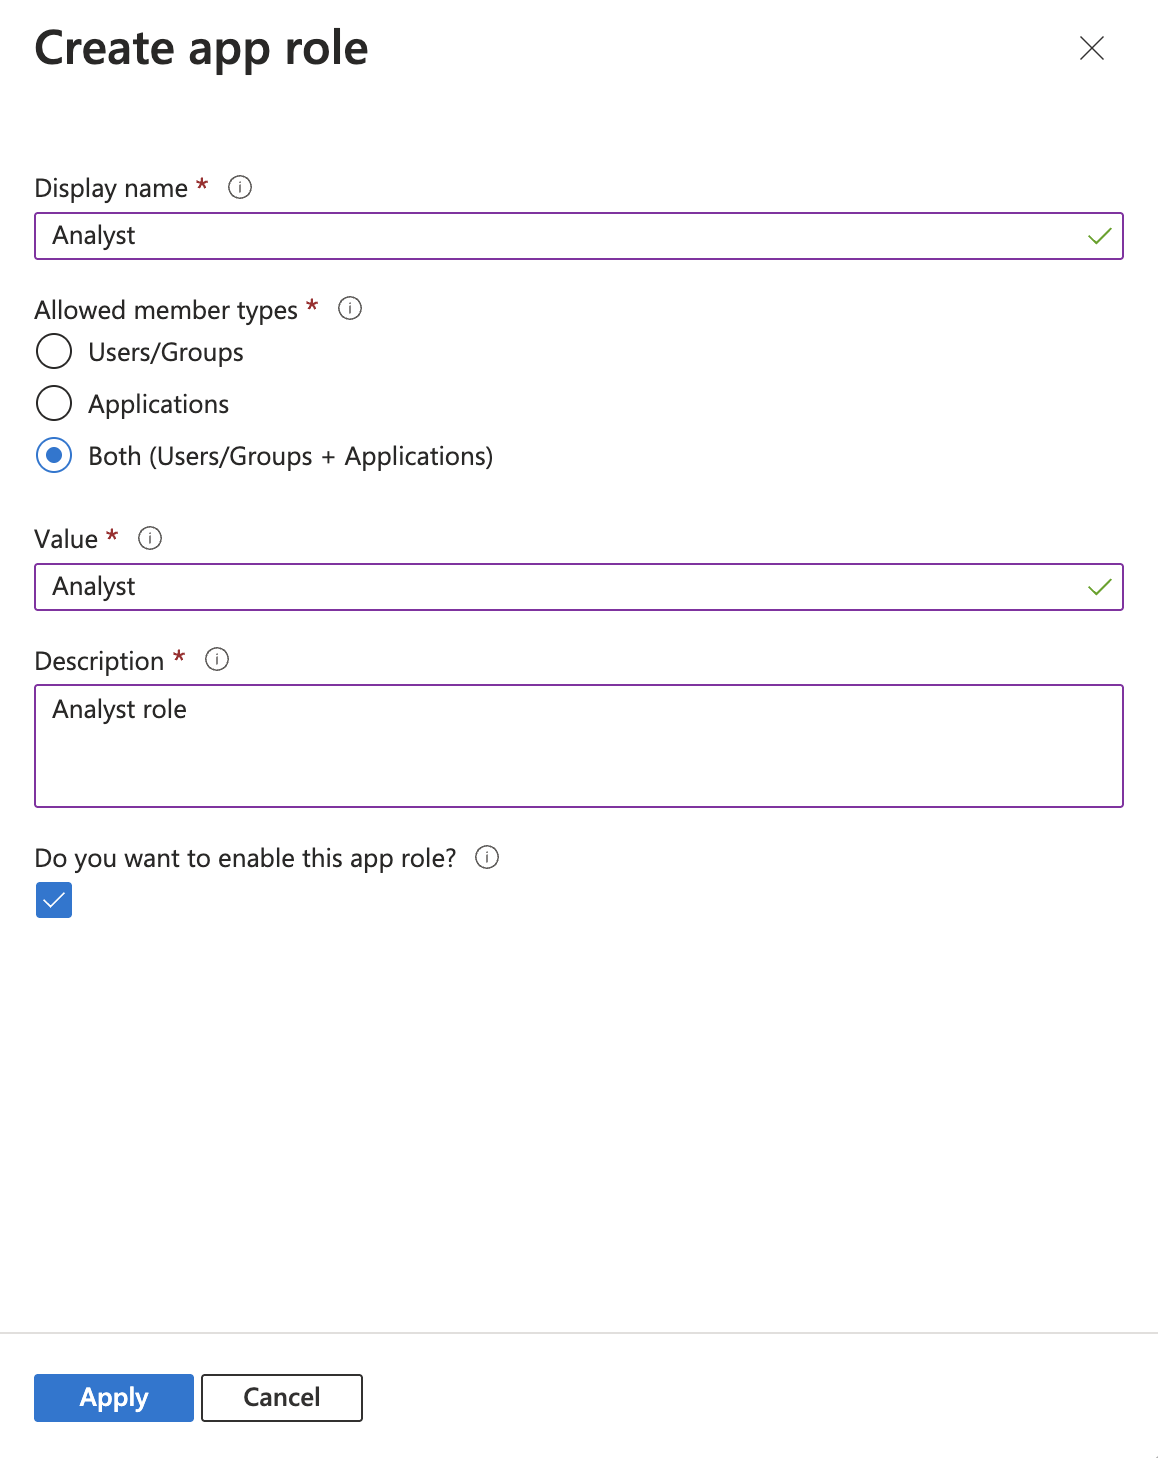 Create app role
Display name *
Analyst
Allowed member types *
Users/Groups
Applications
Both (Users/Groups + Applications)
Value *
Analyst
Description *
Analyst role
Do you want to enable this app role?
Apply
Cancel